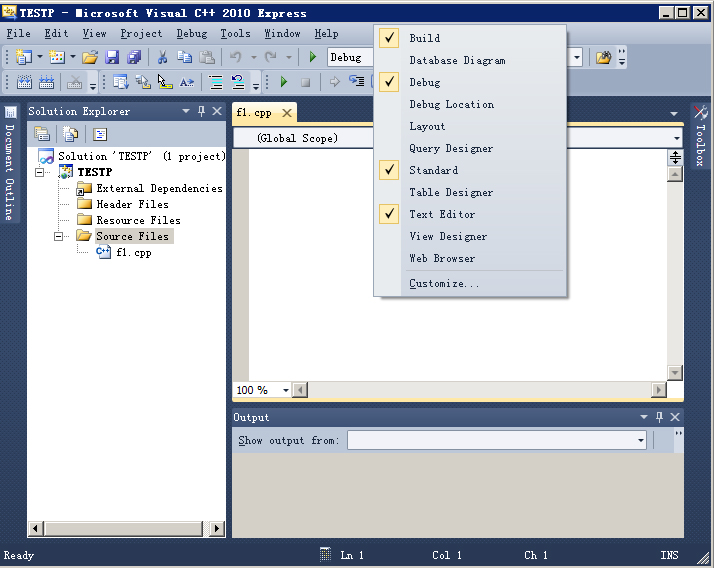 TESTP - Microsoft Visual C++ 2010 Express
File Edit View Project Debug Tools Window Help
Debug
Build
Database Diagram
Debug
Debug Location
Layout
Query Designer
Standard
Table Designer
Text Editor
View Designer
Web Browser
Customize...
Document Outline
Solution Explorer
Solution 'TESTP' (1 project)
TESTP
External Dependencies
Header Files
Resource Files
Source Files
f1.cpp
f1.cpp
(Global Scope)
100 %
Toolbox
Output
Show output from:
Ready Ln 1 Col 1 Ch 1 INS